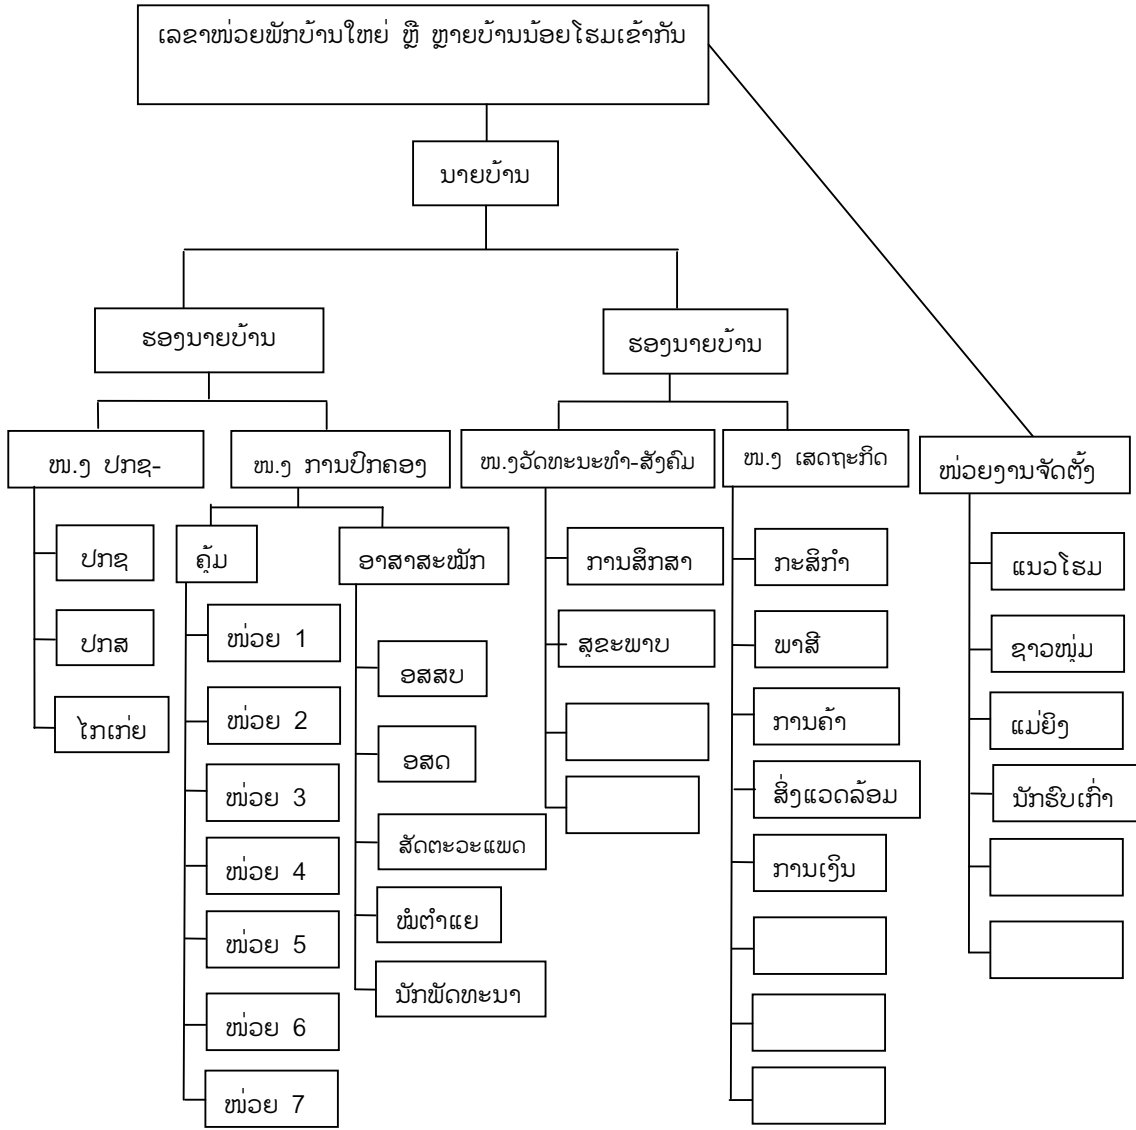 ເລຂາໜ່ວຍພັກບ້ານໃຫຍ່ ຫຼື ຫຼາຍບ້ານນ້ອຍໂຮມເຂົ້າກັນ
ນາຍບ້ານ
ຮອງນາຍບ້ານ
ຮອງນາຍບ້ານ
ໜ.ງ ປກຊ-
ໜ.ງ ການປົກຄອງ
ໜ.ງວັດທະນະທຳ-ສັງຄົມ
ໜ.ງ ເສດຖະກິດ
ໜ່ວຍງານຈັດຕັ້ງ
ປກຊ
ປກສ
ໄກເກ່ຍ
ຄຸ້ມ
ໜ່ວຍ 1
ໜ່ວຍ 2
ໜ່ວຍ 3
ໜ່ວຍ 4
ໜ່ວຍ 5
ໜ່ວຍ 6
ໜ່ວຍ 7
ອາສາສະໝັກ
ອສສບ
ອສດ
ສັດຕະວະແພດ
ໝໍຕຳແຍ
ນັກພັດທະນາ
ການສຶກສາ
ສຸຂະພາບ
ກະສິກຳ
ພາສີ
ການຄ້າ
ສິ່ງແວດລ້ອມ
ການເງິນ
ແນວໂຮມ
ຊາວໜຸ່ມ
ແມ່ຍິງ
ນັກຮົບເກົ່າ